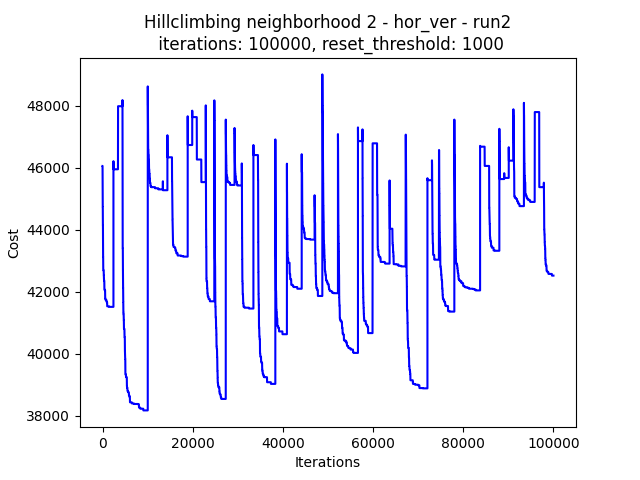 Hillclimbing neighborhood 2 - hor_ver - run2
iterations: 100000, reset_threshold: 1000
48000
46000
44000
42000
40000
38000
Cost
0 20000 40000 60000 80000 100000
Iterations